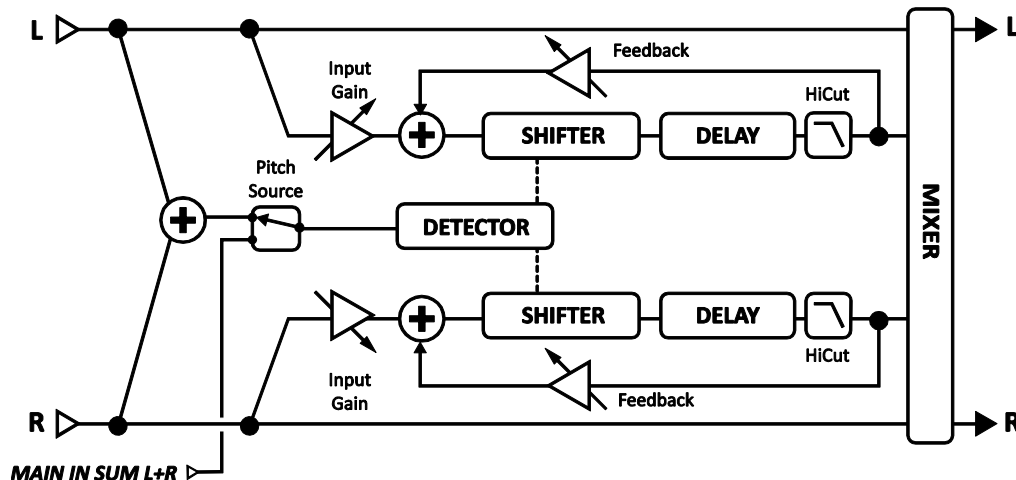 L
L
Feedback
Input
Gain
HiCut
SHIFTER
DELAY
Pitch
Source
DETECTOR
MIXER
SHIFTER
DELAY
HiCut
Input
Gain
Feedback
R
R
MAIN IN SUM L+R